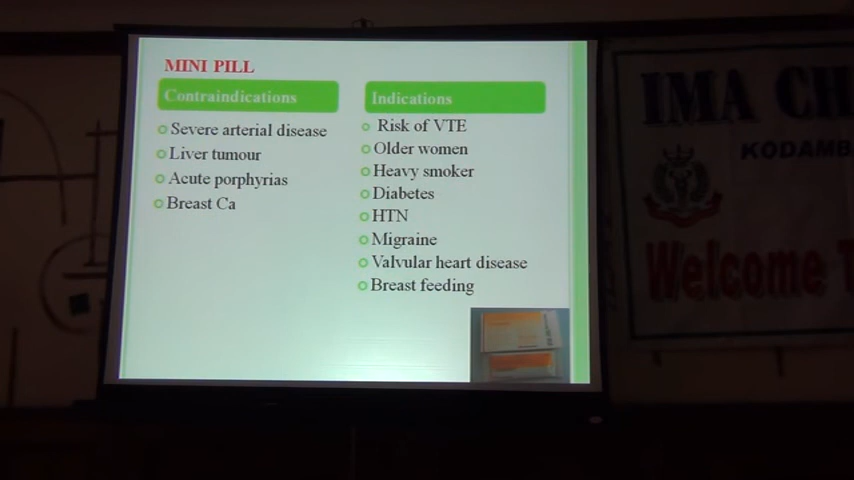 MINI PILL
Contraindications
Severe arterial disease
Liver tumour
Acute porphyrias
Breast Ca
Indications
Risk of VTE
Older women
Heavy smoker
Diabetes
HTN
Migraine
Valvular heart disease
Breast feeding
IMA CH
KODAMB
Welcome T